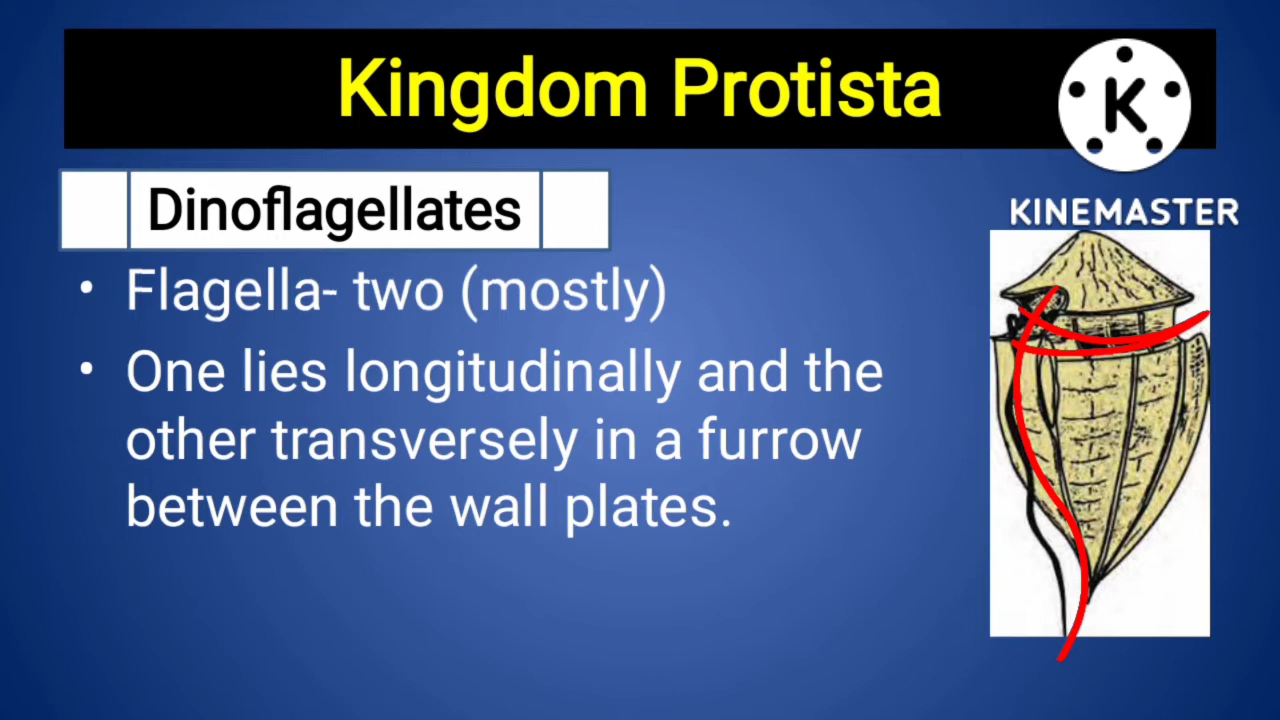 Kingdom Protista
K
KINEMASTER
Dinoflagellates
• Flagella- two (mostly)
• One lies longitudinally and the
other transversely in a furrow
between the wall plates.